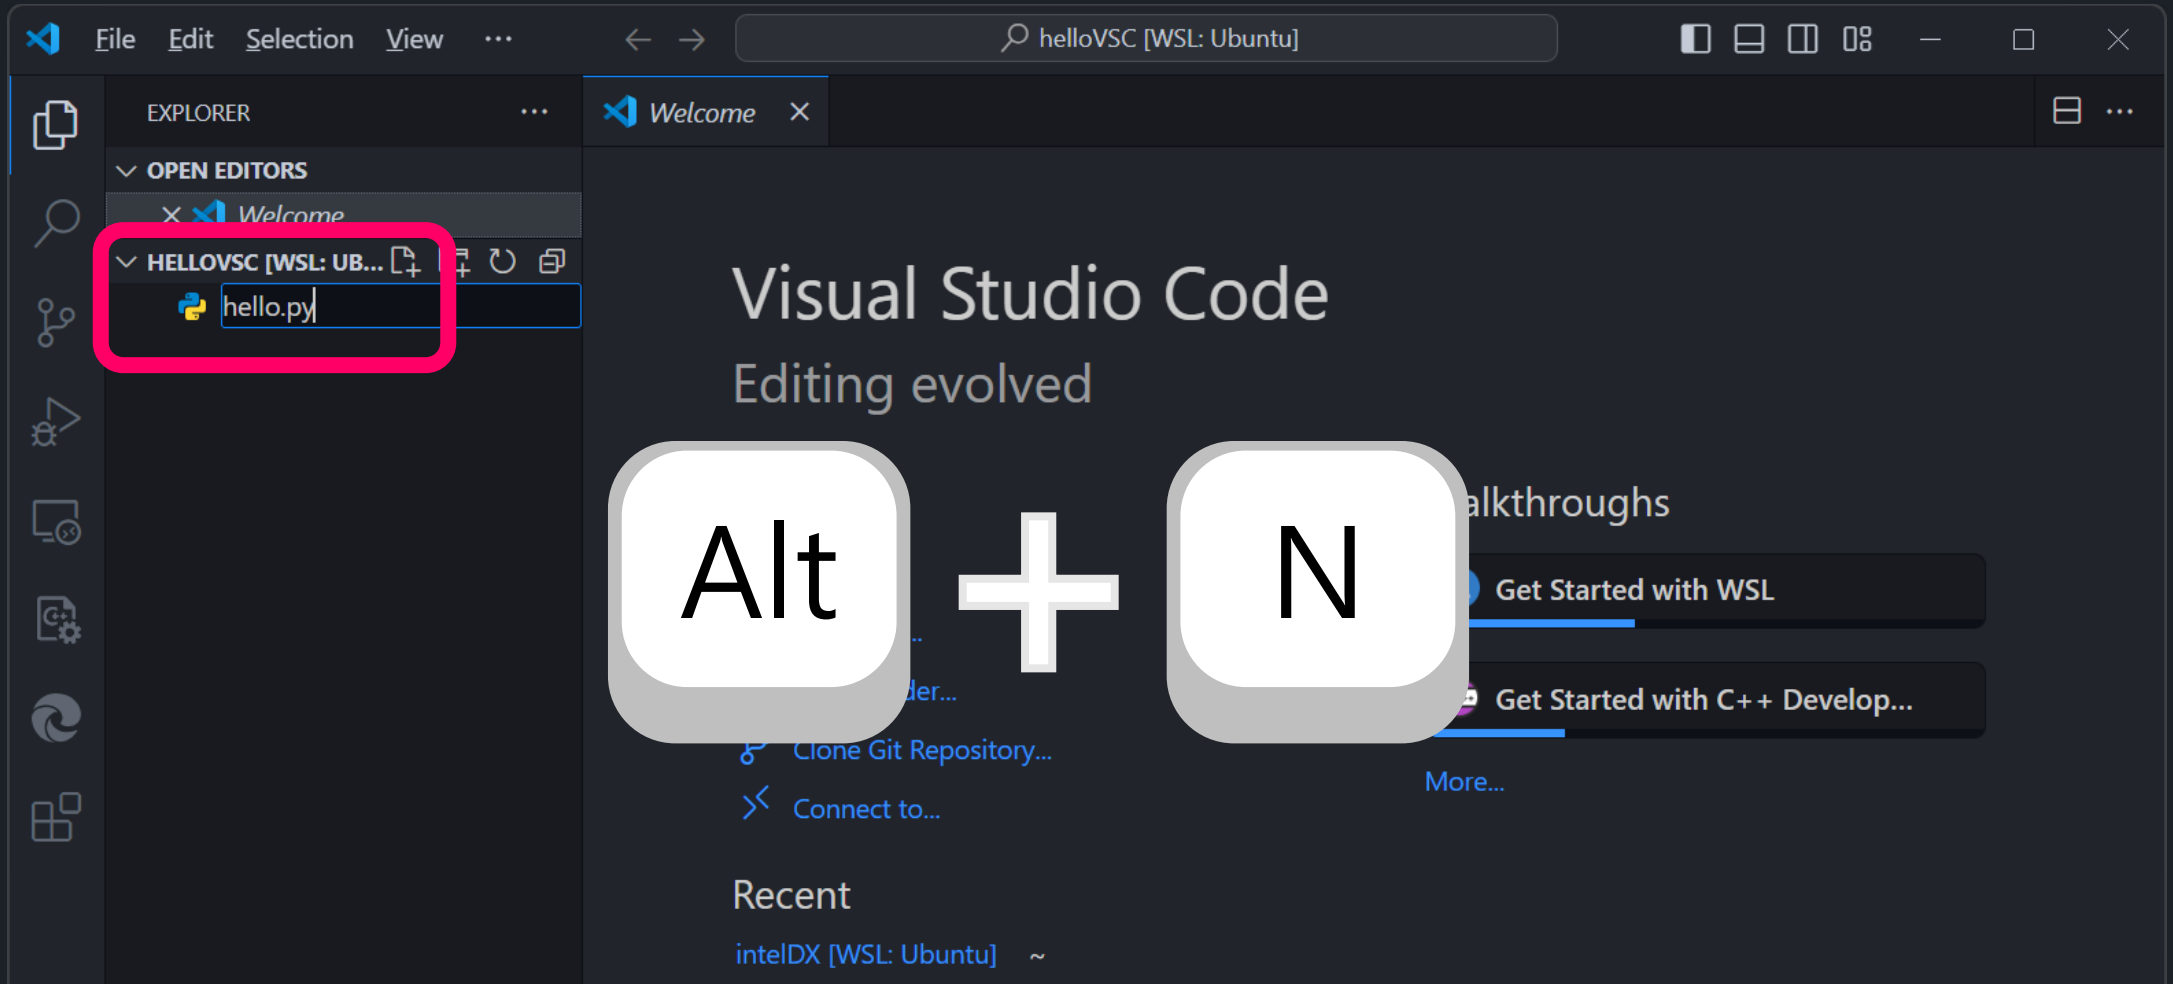 File Edit Selection View ···
helloVSC [WSL: Ubuntu]
EXPLORER
Welcome
OPEN EDITORS
Welcome
HELLOVSC [WSL: UB...
hello.py
Visual Studio Code
Editing evolved
Alt + N
alkthroughs
Get Started with WSL
der...
Get Started with C++ Develop...
Clone Git Repository...
More...
Connect to...
Recent
intelDX [WSL: Ubuntu] ~